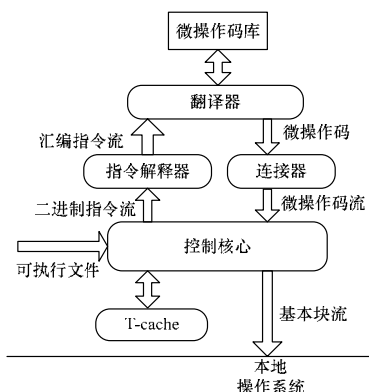 微操作码库
翻译器
汇编指令流
微操作码
指令解释器
连接器
二进制指令流
微操作码流
控制核心
可执行文件
基本块流
T-cache
本地
操作系统